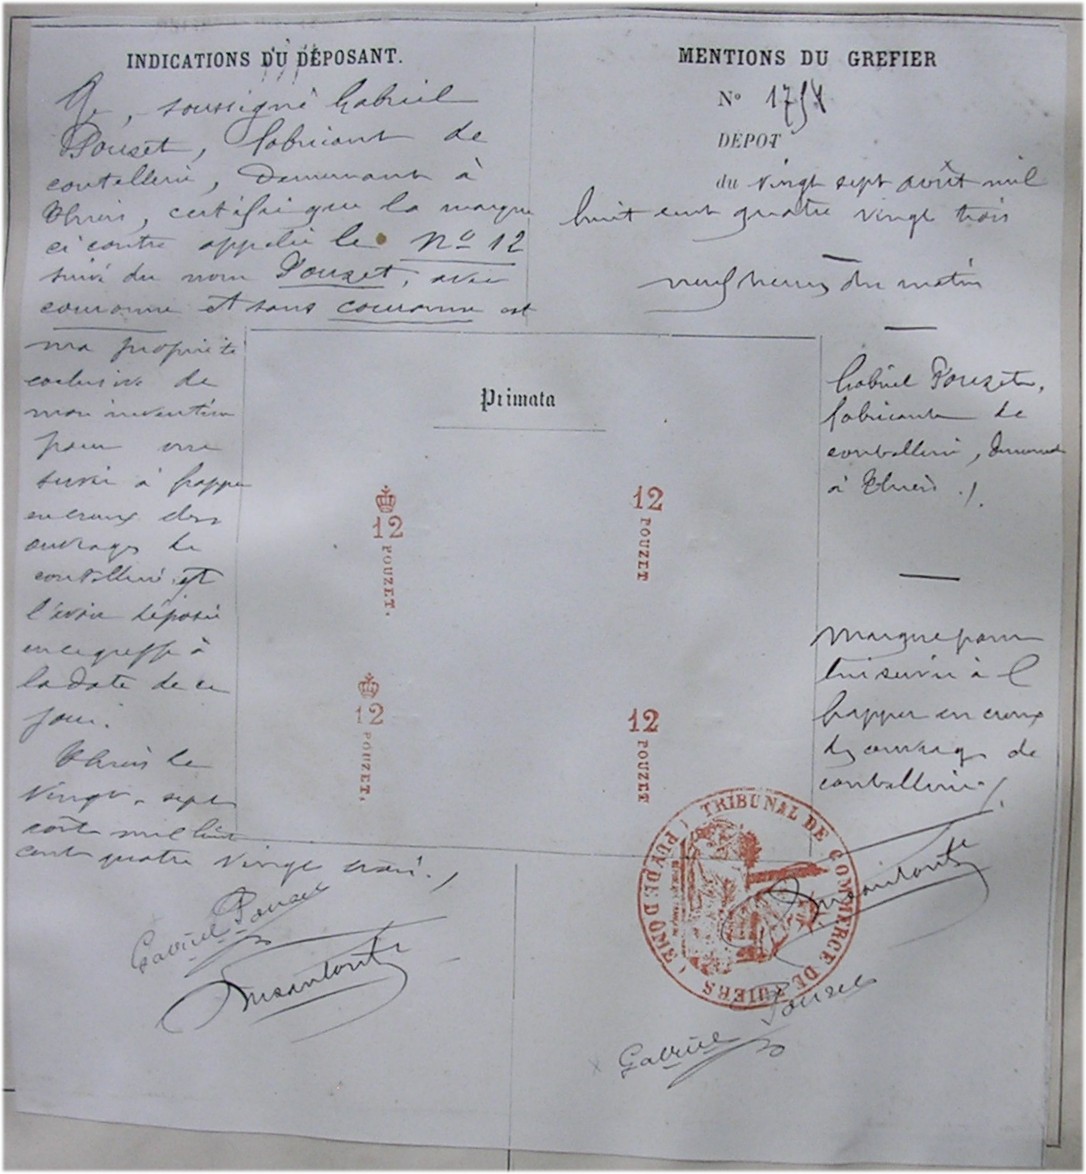 INDICATIONS DU DÉPOSANT.
Je, soussigné Gabriel
Pouzet, fabricant de
coutellerie, demeurant à
Thiers, certifie que la marque
ci contre appelée le No 12
suivi du nom Pouzet, avec
couronne et sans couronne est
ma propriété
exclusive de
mon invention
pour me
servir à frapper
en creux des
ouvrages de
coutellerie et
l'avoir déposée
en ce greffe à
la date de ce
jour.
Thiers le
vingt-sept
août mil huit
cent quatre vingt trois.
Gabriel Pouzet
MENTIONS DU GREFIER
No
DÉPOT
du vingt sept août mil
huit cent quatre vingt trois
neuf heures du matin
Gabriel Pouzet,
fabricant de
coutellerie, demeurant
à Thiers.
Marque pour
lui servir à
frapper en creux
des ouvrages de
coutellerie.
Primata
12
POUZET.
12
POUZET
12
POUZET.
12
POUZET
TRIBUNAL DE COMMERCE DE THIERS (PUY DE DOME)
Gabriel Pouzet